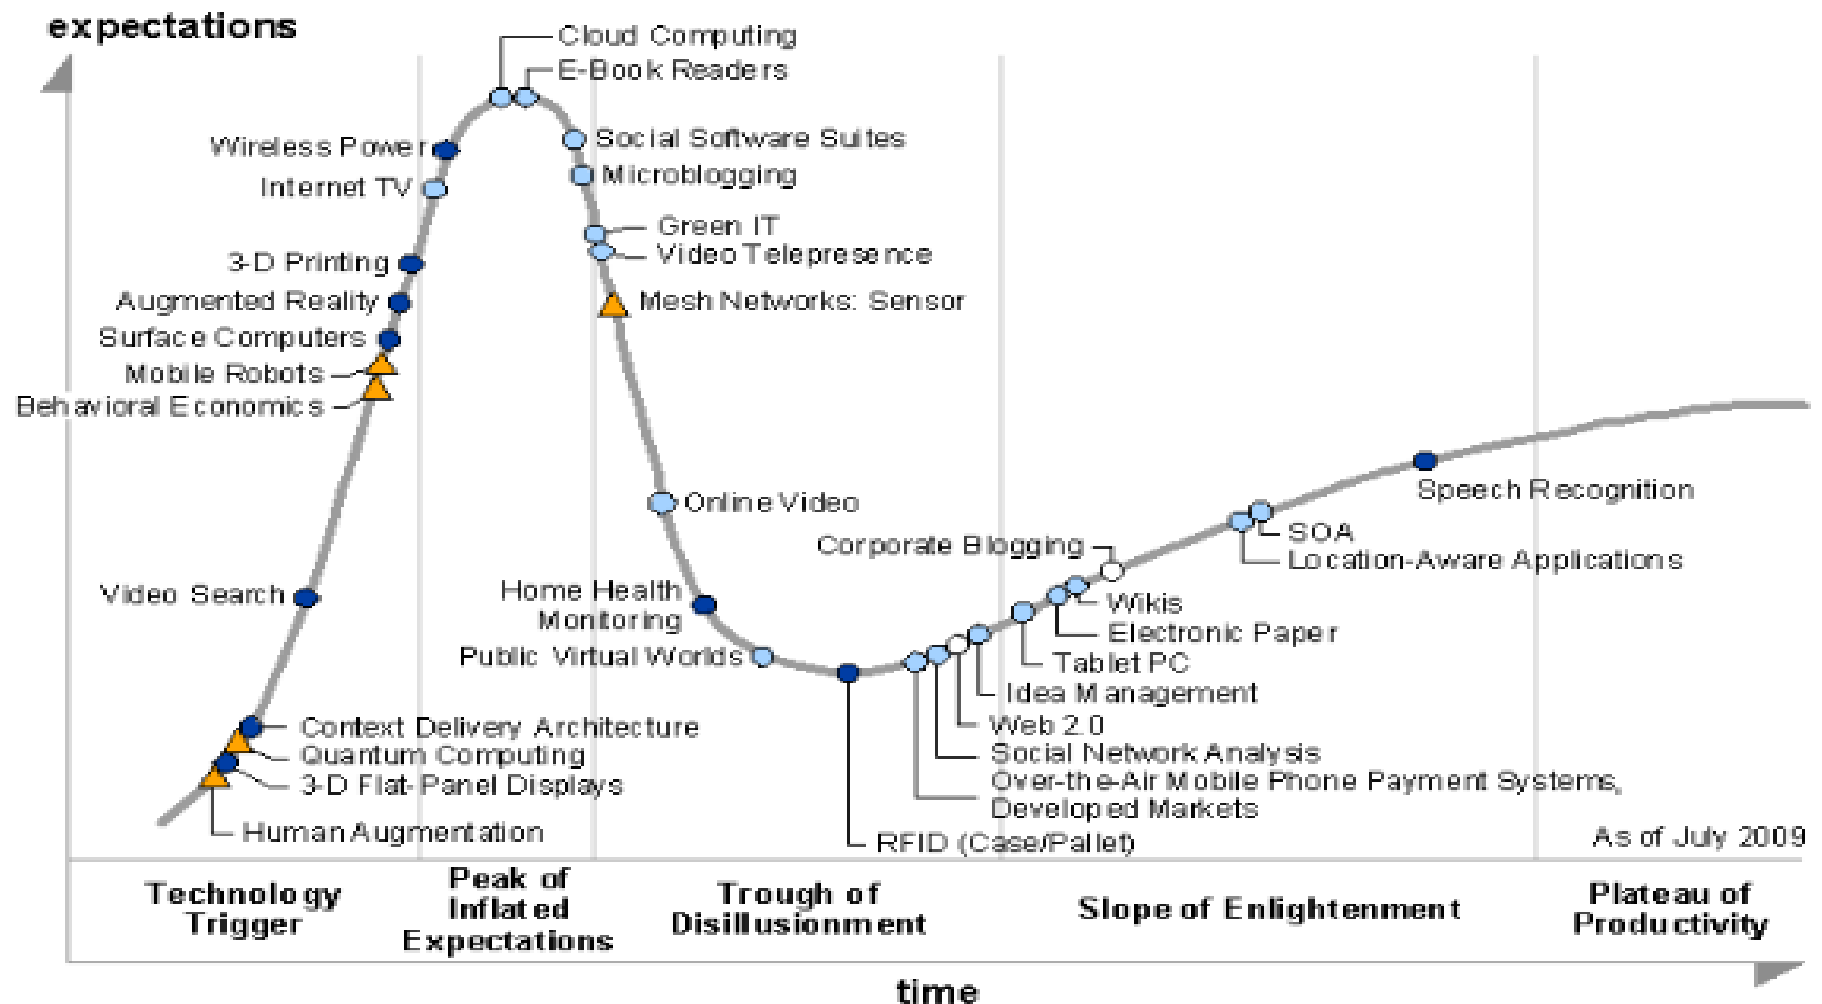 expectations
Cloud Computing
E-Book Readers
Social Software Suites
Wireless Power
Microblogging
Internet TV
Green IT
Video Telepresence
3-D Printing
Augmented Reality
Mesh Networks: Sensor
Surface Computers
Mobile Robots
Behavioral Economics
Online Video
Speech Recognition
SOA
Corporate Blogging
Location-Aware Applications
Video Search
Home Health
Monitoring
Wikis
Electronic Paper
Public Virtual Worlds
Tablet PC
Idea Management
Context Delivery Architecture
Web 2.0
Quantum Computing
Social Network Analysis
3-D Flat-Panel Displays
Over-the-Air Mobile Phone Payment Systems,
Developed Markets
Human Augmentation
RFID (Case/Pallet)
As of July 2009
Technology
Trigger
Peak of
Inflated
Expectations
Trough of
Disillusionment
Slope of Enlightenment
Plateau of
Productivity
time